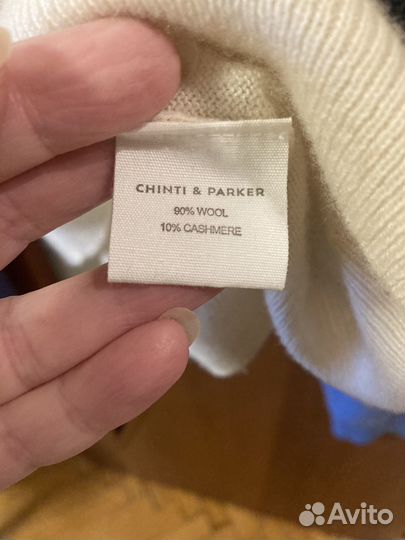 CHINTI & PARKER
90% WOOL
10% CASHMERE
Avito